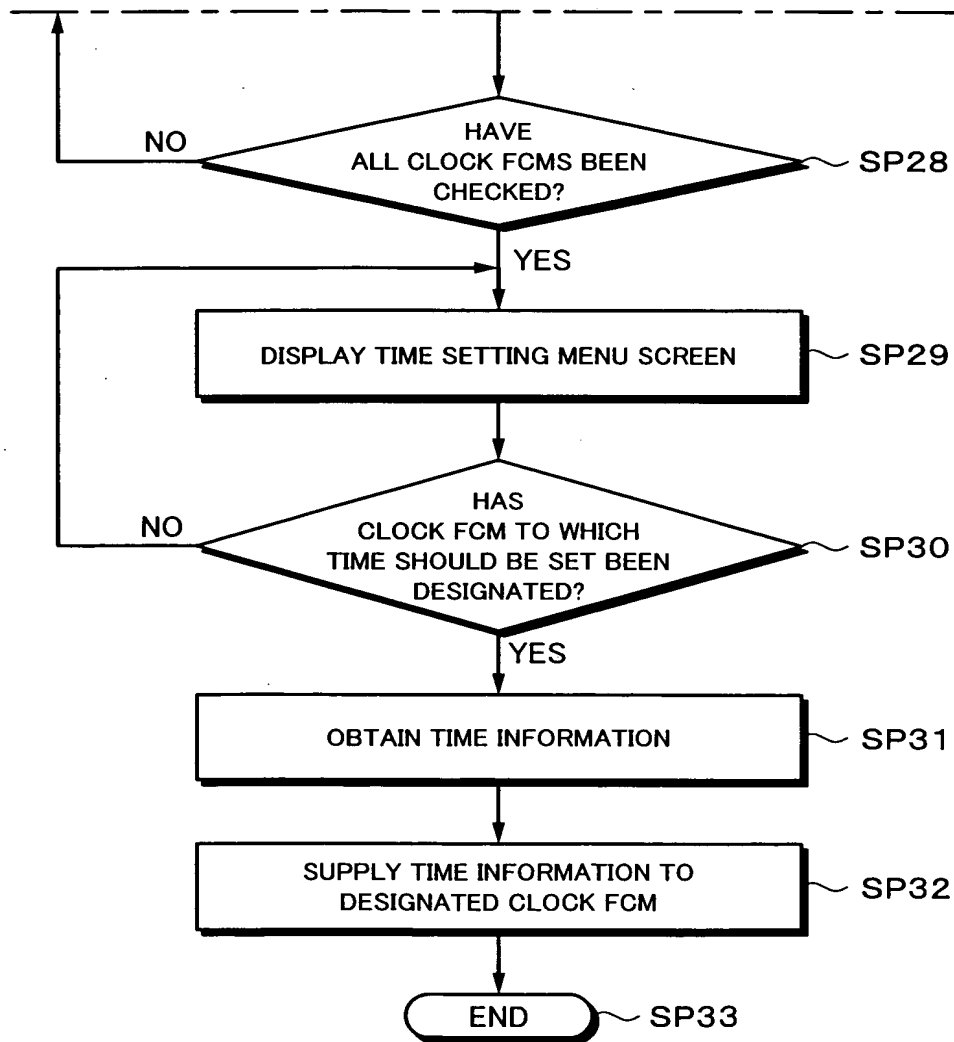 HAVE
ALL CLOCK FCMS BEEN
CHECKED?
NO
SP28
YES
DISPLAY TIME SETTING MENU SCREEN
SP29
HAS
CLOCK FCM TO WHICH
TIME SHOULD BE SET BEEN
DESIGNATED?
NO
SP30
YES
OBTAIN TIME INFORMATION
SP31
SUPPLY TIME INFORMATION TO
DESIGNATED CLOCK FCM
SP32
END
SP33